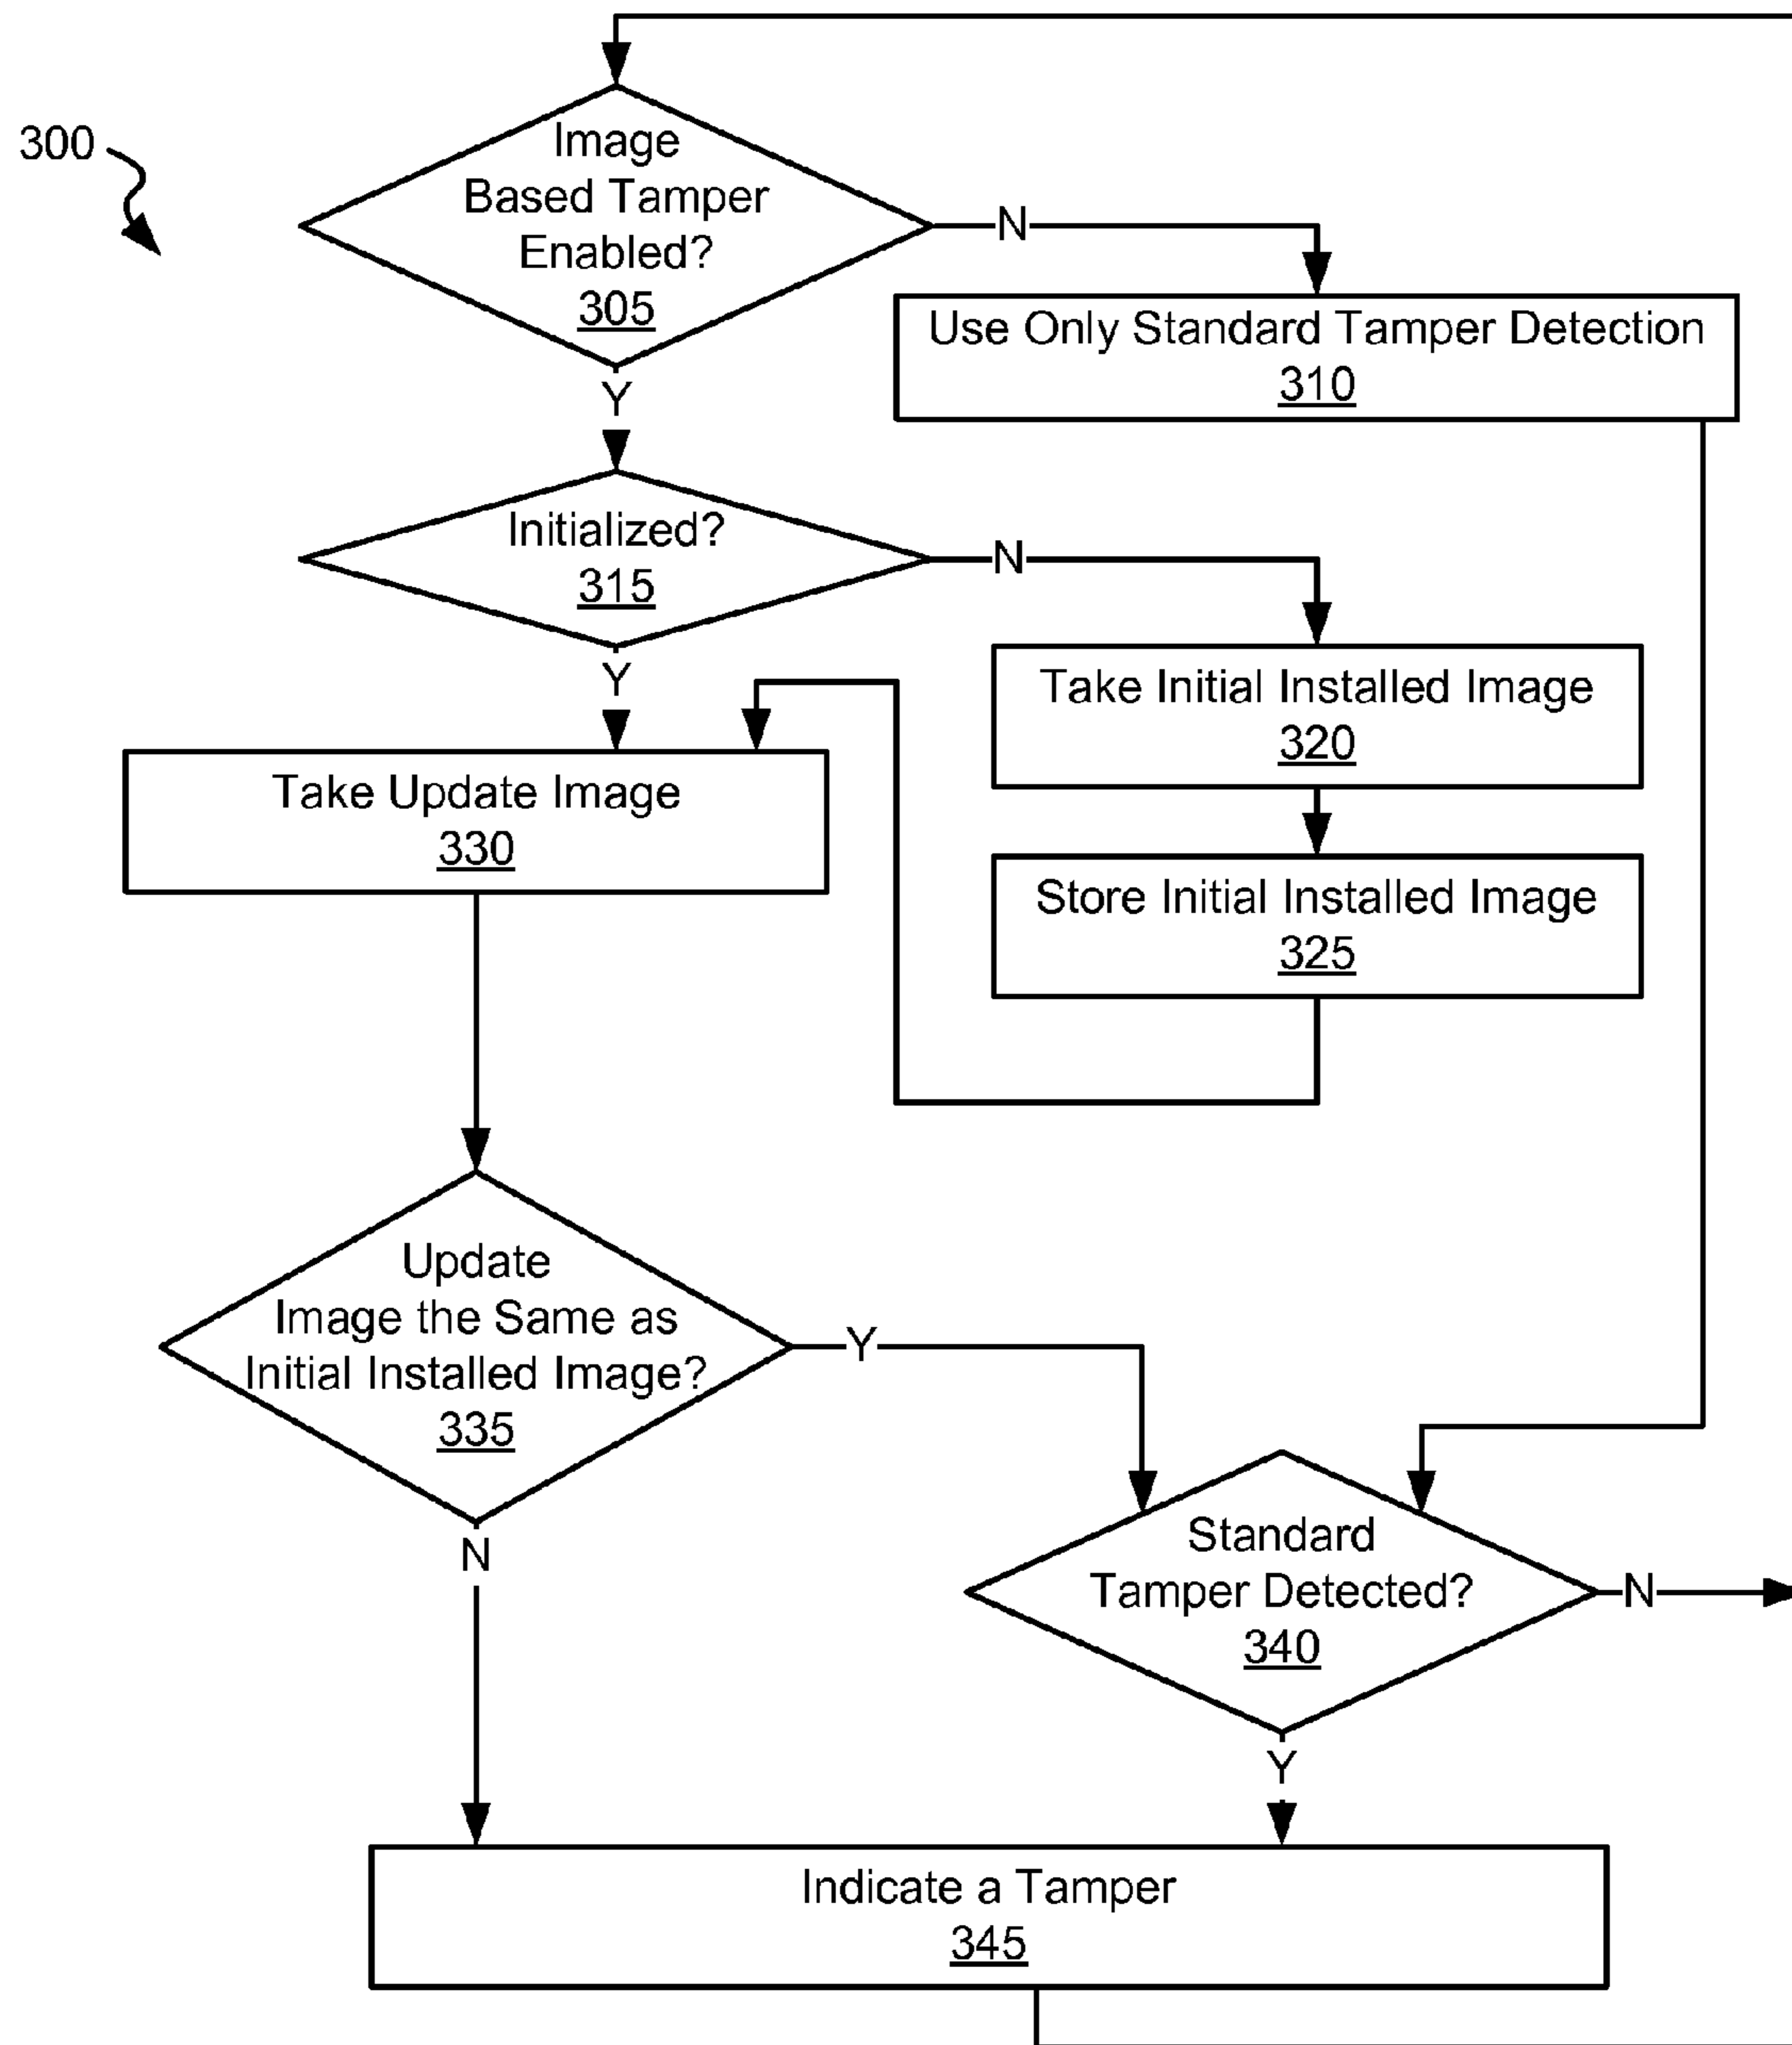 300
Image
Based Tamper
Enabled?
305
N
Use Only Standard Tamper Detection
310
Y
Initialized?
315
N
Y
Take Initial Installed Image
320
Take Update Image
330
Store Initial Installed Image
325
Update
Image the Same as
Initial Installed Image?
335
Y
N
Standard
Tamper Detected?
340
N
Y
Indicate a Tamper
345